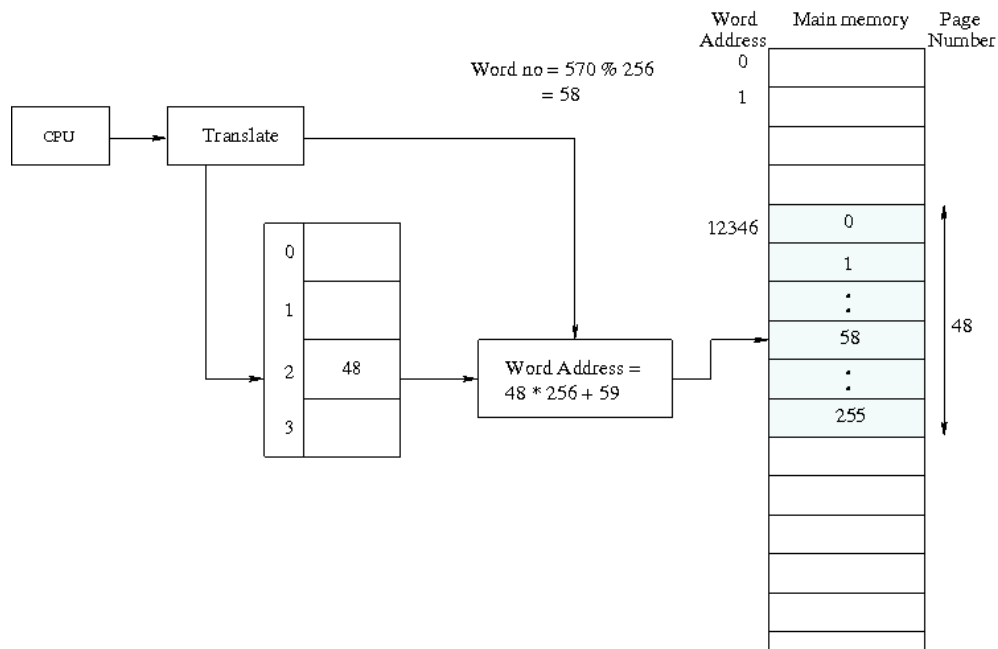 Word Address
Main memory
Page Number
0
1
Word no = 570 % 256
= 58
CPU
Translate
12346
0
1
:
58
:
255
48
0
1
2
48
3
Word Address =
48 * 256 + 59